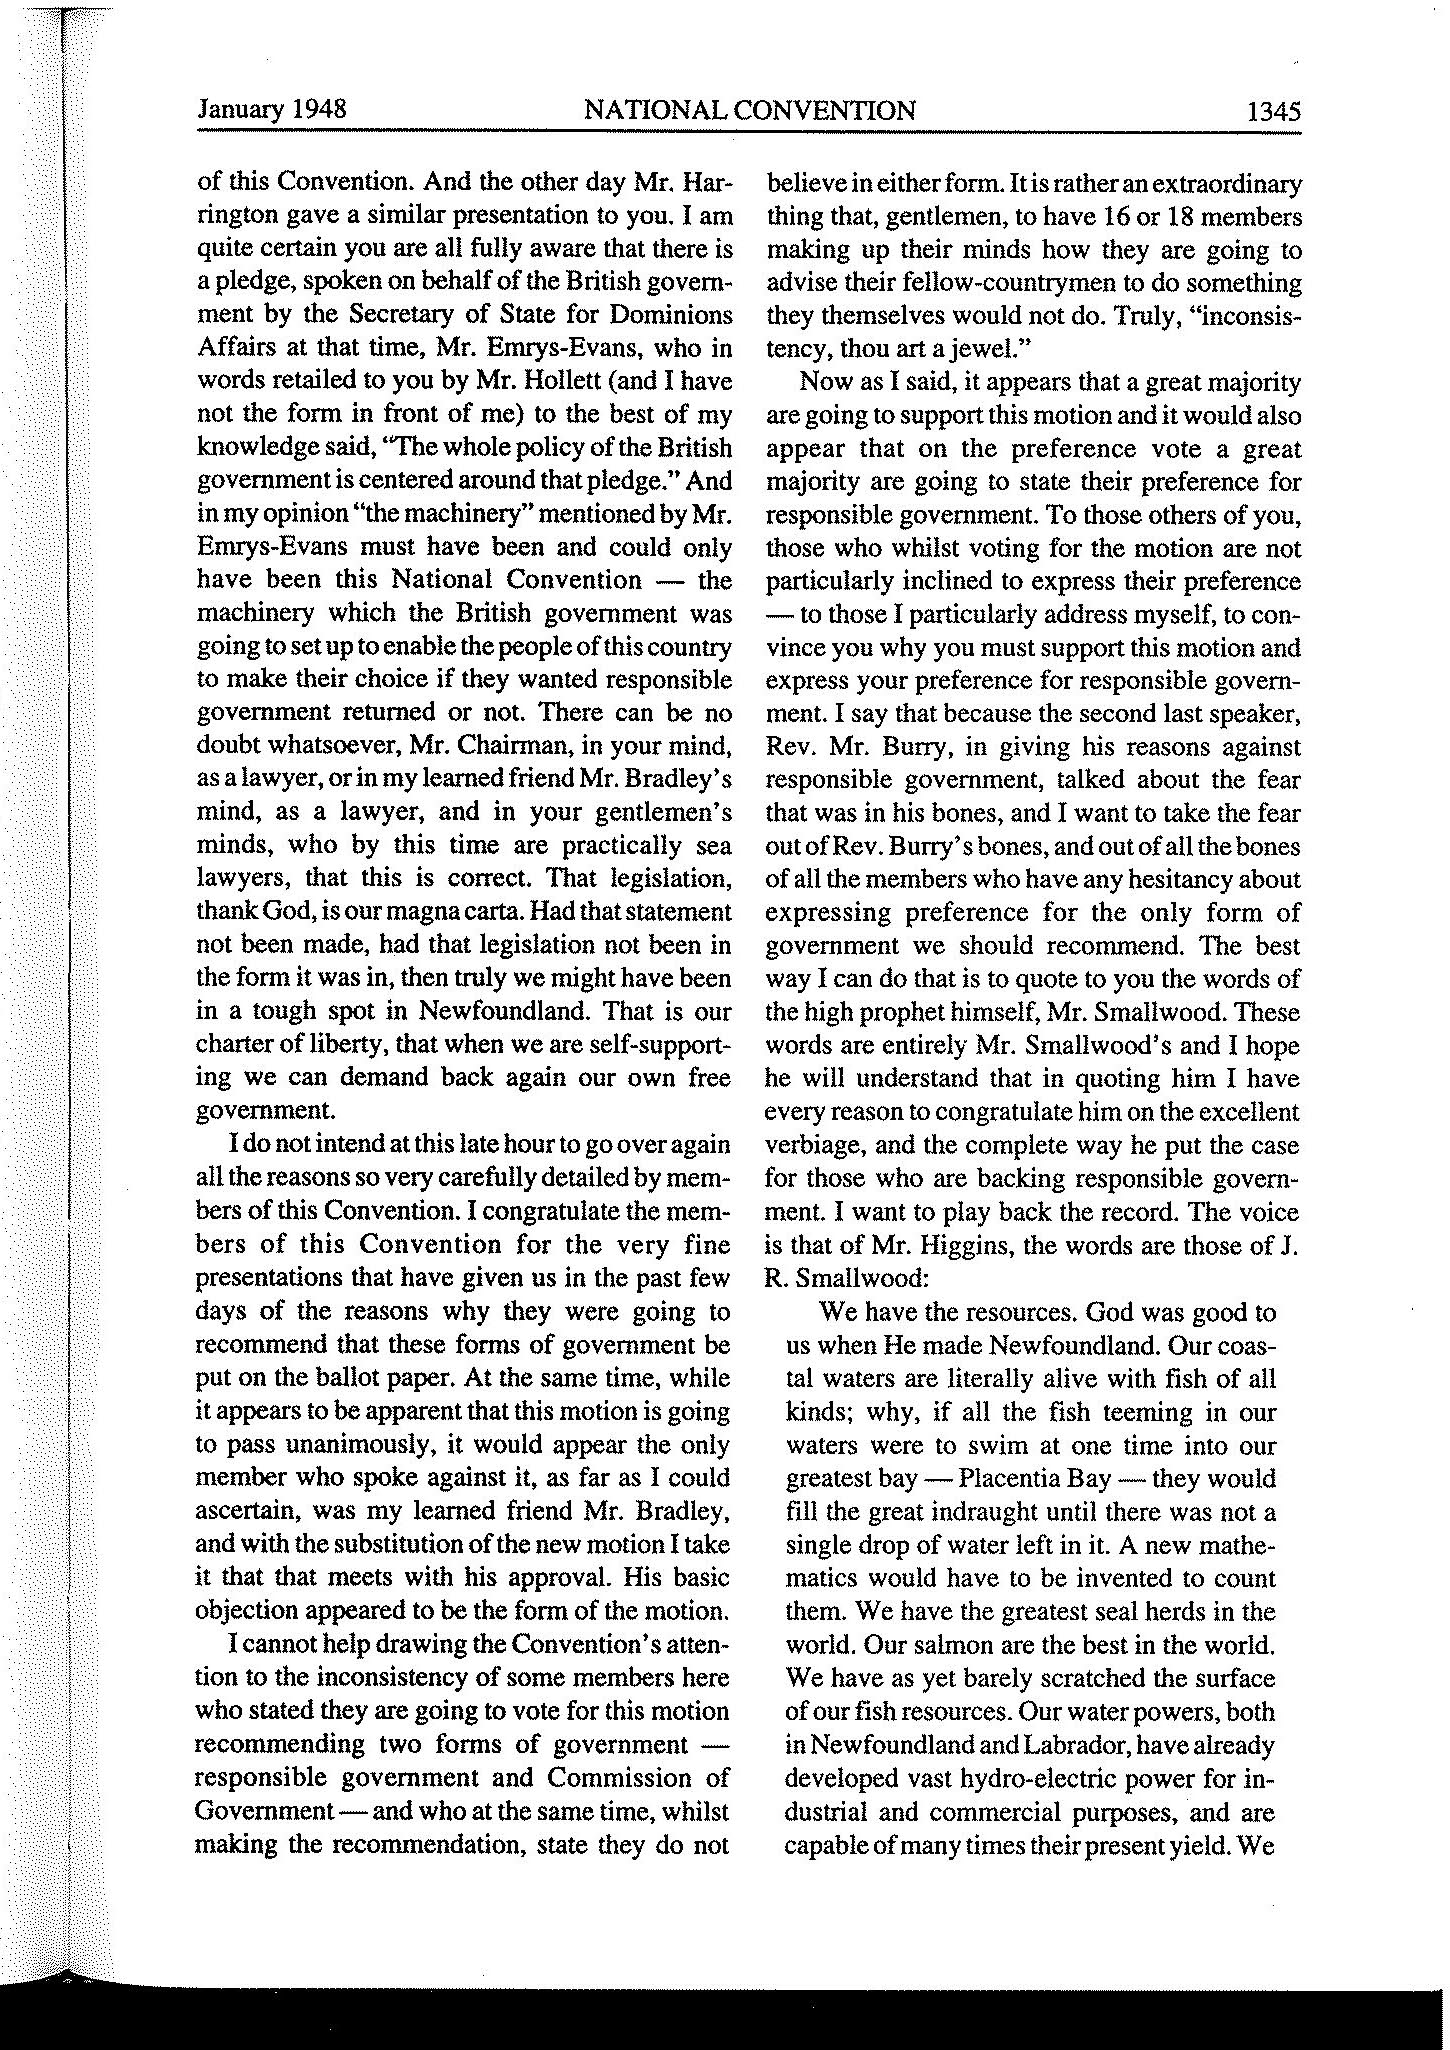 January 1948
NATIONAL CONVENTION
1345
of this Convention. And the other day Mr. Har-
rington gave a similar presentation to you. I am
quite certain you are all fully aware that there is
a pledge, spoken on behalf of the British govern-
ment by the Secretary of State for Dominions
Affairs at that time, Mr. Emrys-Evans, who in
words retailed to you by Mr. Hollett (and I have
not the form in front of me) to the best of my
knowledge said, “The whole policy of the British
government is centered around that pledge.” And
in my opinion “the machinery” mentioned by Mr.
Emrys-Evans must have been and could only
have been this National Convention — the
machinery which the British government was
going to set up to enable the people of this country
to make their choice if they wanted responsible
government returned or not. There can be no
doubt whatsoever, Mr. Chairman, in your mind,
as a lawyer, or in my learned friend Mr. Bradley's
mind, as a lawyer, and in your gentlemen's
minds, who by this time are practically sea
lawyers, that this is correct. That legislation,
thank God, is our magna carta. Had that statement
not been made, had that legislation not been in
the form it was in, then truly we might have been
in a tough spot in Newfoundland. That is our
charter of liberty, that when we are self-support-
ing we can demand back again our own free
government.
I do not intend at this late hour to go over again
all the reasons so very carefully detailed by mem-
bers of this Convention. I congratulate the mem-
bers of this Convention for the very fine
presentations that have given us in the past few
days of the reasons why they were going to
recommend that these forms of government be
put on the ballot paper. At the same time, while
it appears to be apparent that this motion is going
to pass unanimously, it would appear the only
member who spoke against it, as far as I could
ascertain, was my learned friend Mr. Bradley,
and with the substitution of the new motion I take
it that that meets with his approval. His basic
objection appeared to be the form of the motion.
I cannot help drawing the Convention's atten-
tion to the inconsistency of some members here
who stated they are going to vote for this motion
recommending two forms of government —
responsible government and Commission of
Government — and who at the same time, whilst
making the recommendation, state they do not
believe in either form. It is rather an extraordinary
thing that, gentlemen, to have 16 or 18 members
making up their minds how they are going to
advise their fellow-countrymen to do something
they themselves would not do. Truly, “inconsis-
tency, thou art a jewel.”
Now as I said, it appears that a great majority
are going to support this motion and it would also
appear that on the preference vote a great
majority are going to state their preference for
responsible government. To those others of you,
those who whilst voting for the motion are not
particularly inclined to express their preference
— to those I particularly address myself, to con-
vince you why you must support this motion and
express your preference for responsible govern-
ment. I say that because the second last speaker,
Rev. Mr. Burry, in giving his reasons against
responsible government, talked about the fear
that was in his bones, and I want to take the fear
out of Rev. Burry's bones, and out of all the bones
of all the members who have any hesitancy about
expressing preference for the only form of
government we should recommend. The best
way I can do that is to quote to you the words of
the high prophet himself, Mr. Smallwood. These
words are entirely Mr. Smallwood's and I hope
he will understand that in quoting him I have
every reason to congratulate him on the excellent
verbiage, and the complete way he put the case
for those who are backing responsible govern-
ment. I want to play back the record. The voice
is that of Mr. Higgins, the words are those of J.
R. Smallwood:
We have the resources. God was good to
us when He made Newfoundland. Our coas-
tal waters are literally alive with fish of all
kinds; why, if all the fish teeming in our
waters were to swim at one time into our
greatest bay — Placentia Bay — they would
fill the great indraught until there was not a
single drop of water left in it. A new mathe-
matics would have to be invented to count
them. We have the greatest seal herds in the
world. Our salmon are the best in the world.
We have as yet barely scratched the surface
of our fish resources. Our water powers, both
in Newfoundland and Labrador, have already
developed vast hydro-electric power for in-
dustrial and commercial purposes, and are
capable of many times their present yield. We